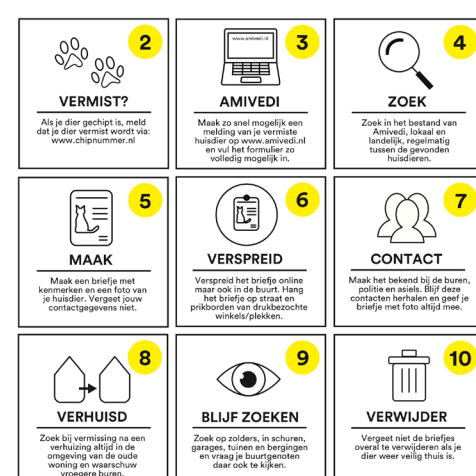 2
VERMIST?
Als je dier gechipt is, meld
dat je dier vermist wordt via:
www.chipnummer.nl
www.amivedi.nl
3
AMIVEDI
Maak zo snel mogelijk een
melding van je vermiste
huisdier op www.amivedi.nl
en vul het formulier zo
volledig mogelijk in.
4
ZOEK
Zoek in het bestand van
Amivedi, lokaal en
landelijk, regelmatig
tussen de gevonden
huisdieren.
5
MAAK
Maak een briefje met
kenmerken en een foto van
je huisdier. Vergeet jouw
contactgegevens niet.
6
VERSPREID
Verspreid het briefje online
maar ook in de buurt. Hang
het briefje op straat en
prikborden van drukbezochte
winkels/plekken.
7
CONTACT
Maak het bekend bij de buren,
politie en asiels. Blijf deze
contacten herhalen en geef je
briefje met foto altijd mee.
8
VERHUISD
Zoek bij vermissing na een
verhuizing altijd in de
omgeving van de oude
woning en waarschuw
vroegere buren.
9
BLIJF ZOEKEN
Zoek op zolders, in schuren,
garages, tuinen en bergingen
en vraag je buurtgenoten
daar ook te kijken.
10
VERWIJDER
Vergeet niet de briefjes
overal te verwijderen als je
dier weer veilig thuis is.